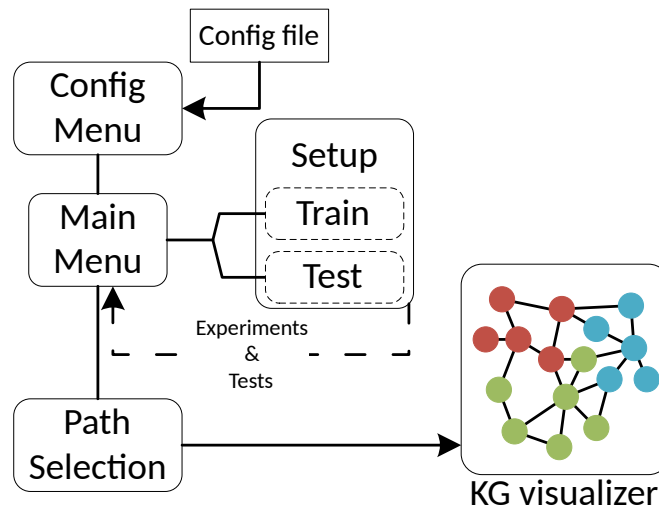 Config file
Config
Menu
Setup
Train
Main
Menu
Test
Experiments
&
Tests
Path
Selection
KG visualizer